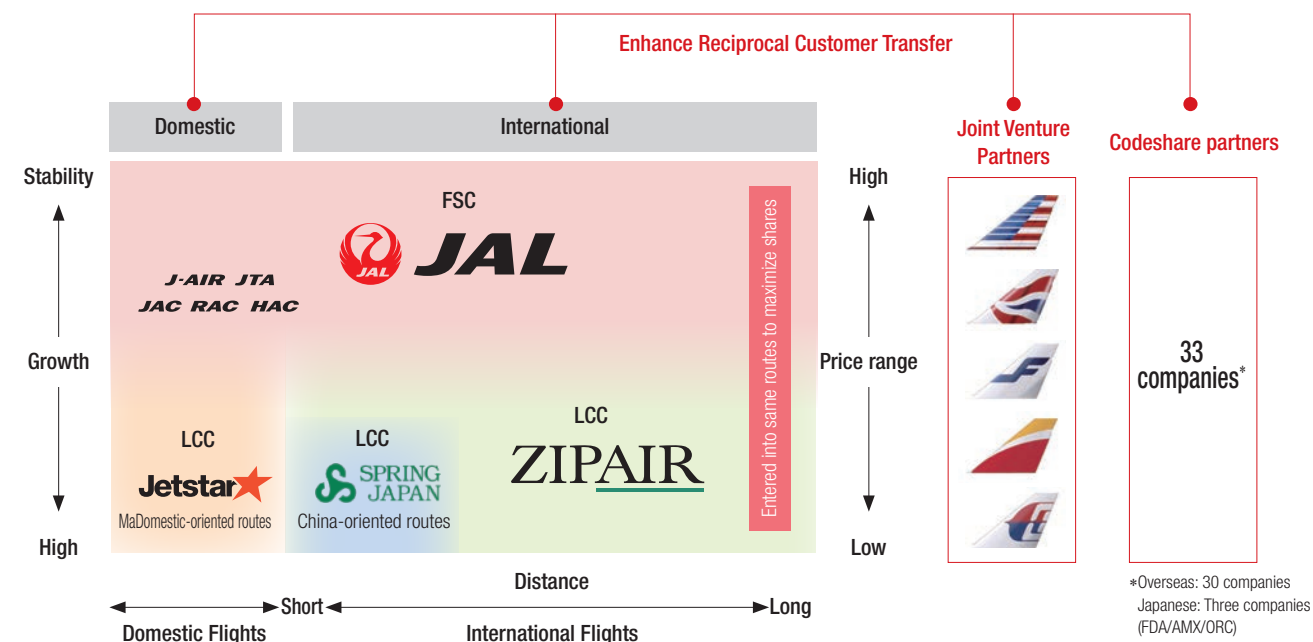 Enhance Reciprocal Customer Transfer
Domestic
International
Joint Venture
Partners
Codeshare partners
Stability
Growth
High
FSC
JAL
JAL
J-AIR JTA
JAC RAC HAC
LCC
Jetstar
MaDomestic-oriented routes
LCC
SPRING
JAPAN
China-oriented routes
LCC
ZIPAIR
Entered into same routes to maximize shares
High
Price range
Low
33
companies*
*Overseas: 30 companies
Japanese: Three companies
(FDA/AMX/ORC)
Distance
Short
Long
Domestic Flights
International Flights